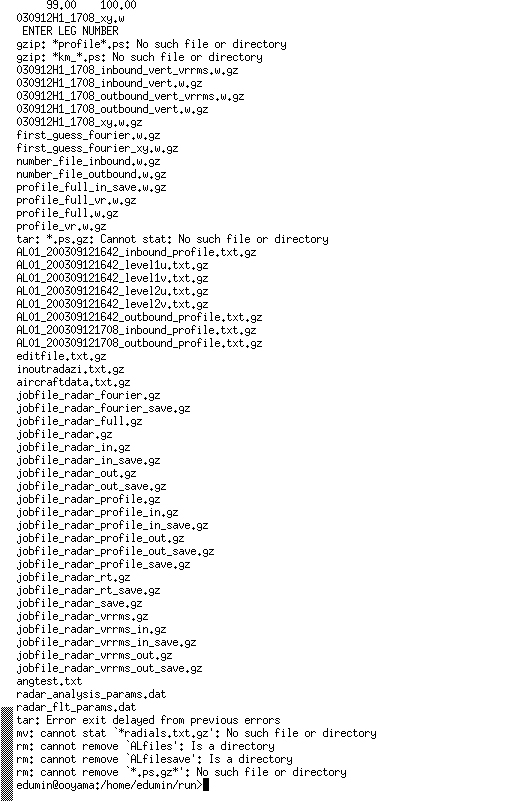 99.00    100.00
030912H1_1708_xy.w
 ENTER LEG NUMBER
gzip: *profile*.ps: No such file or directory
gzip: *km_*.ps: No such file or directory
030912H1_1708_inbound_vert_vrrms.w.gz
030912H1_1708_inbound_vert.w.gz
030912H1_1708_outbound_vert_vrrms.w.gz
030912H1_1708_outbound_vert.w.gz
030912H1_1708_xy.w.gz
first_guess_fourier.w.gz
first_guess_fourier_xy.w.gz
number_file_inbound.w.gz
number_file_outbound.w.gz
profile_full_in_save.w.gz
profile_full_vr.w.gz
profile_full.w.gz
profile_vr.w.gz
tar: *.ps.gz: Cannot stat: No such file or directory
AL01_200309121642_inbound_profile.txt.gz
AL01_200309121642_level1u.txt.gz
AL01_200309121642_level1v.txt.gz
AL01_200309121642_level2u.txt.gz
AL01_200309121642_level2v.txt.gz
AL01_200309121642_outbound_profile.txt.gz
AL01_200309121708_inbound_profile.txt.gz
AL01_200309121708_outbound_profile.txt.gz
editfile.txt.gz
inoutradazi.txt.gz
aircraftdata.txt.gz
jobfile_radar_fourier.gz
jobfile_radar_fourier_save.gz
jobfile_radar_full.gz
jobfile_radar.gz
jobfile_radar_in.gz
jobfile_radar_in_save.gz
jobfile_radar_out.gz
jobfile_radar_out_save.gz
jobfile_radar_profile.gz
jobfile_radar_profile_in.gz
jobfile_radar_profile_in_save.gz
jobfile_radar_profile_out.gz
jobfile_radar_profile_out_save.gz
jobfile_radar_profile_save.gz
jobfile_radar_rt.gz
jobfile_radar_rt_save.gz
jobfile_radar_save.gz
jobfile_radar_vrrms.gz
jobfile_radar_vrrms_in.gz
jobfile_radar_vrrms_in_save.gz
jobfile_radar_vrrms_out.gz
jobfile_radar_vrrms_out_save.gz
angtest.txt
radar_analysis_params.dat
radar_flt_params.dat
tar: Error exit delayed from previous errors
mv: cannot stat `*radials.txt.gz': No such file or directory
rm: cannot remove `ALfiles': Is a directory
rm: cannot remove `ALfilesave': Is a directory
rm: cannot remove `*.ps.gz*': No such file or directory
edumin@ooyama:/home/edumin/run>